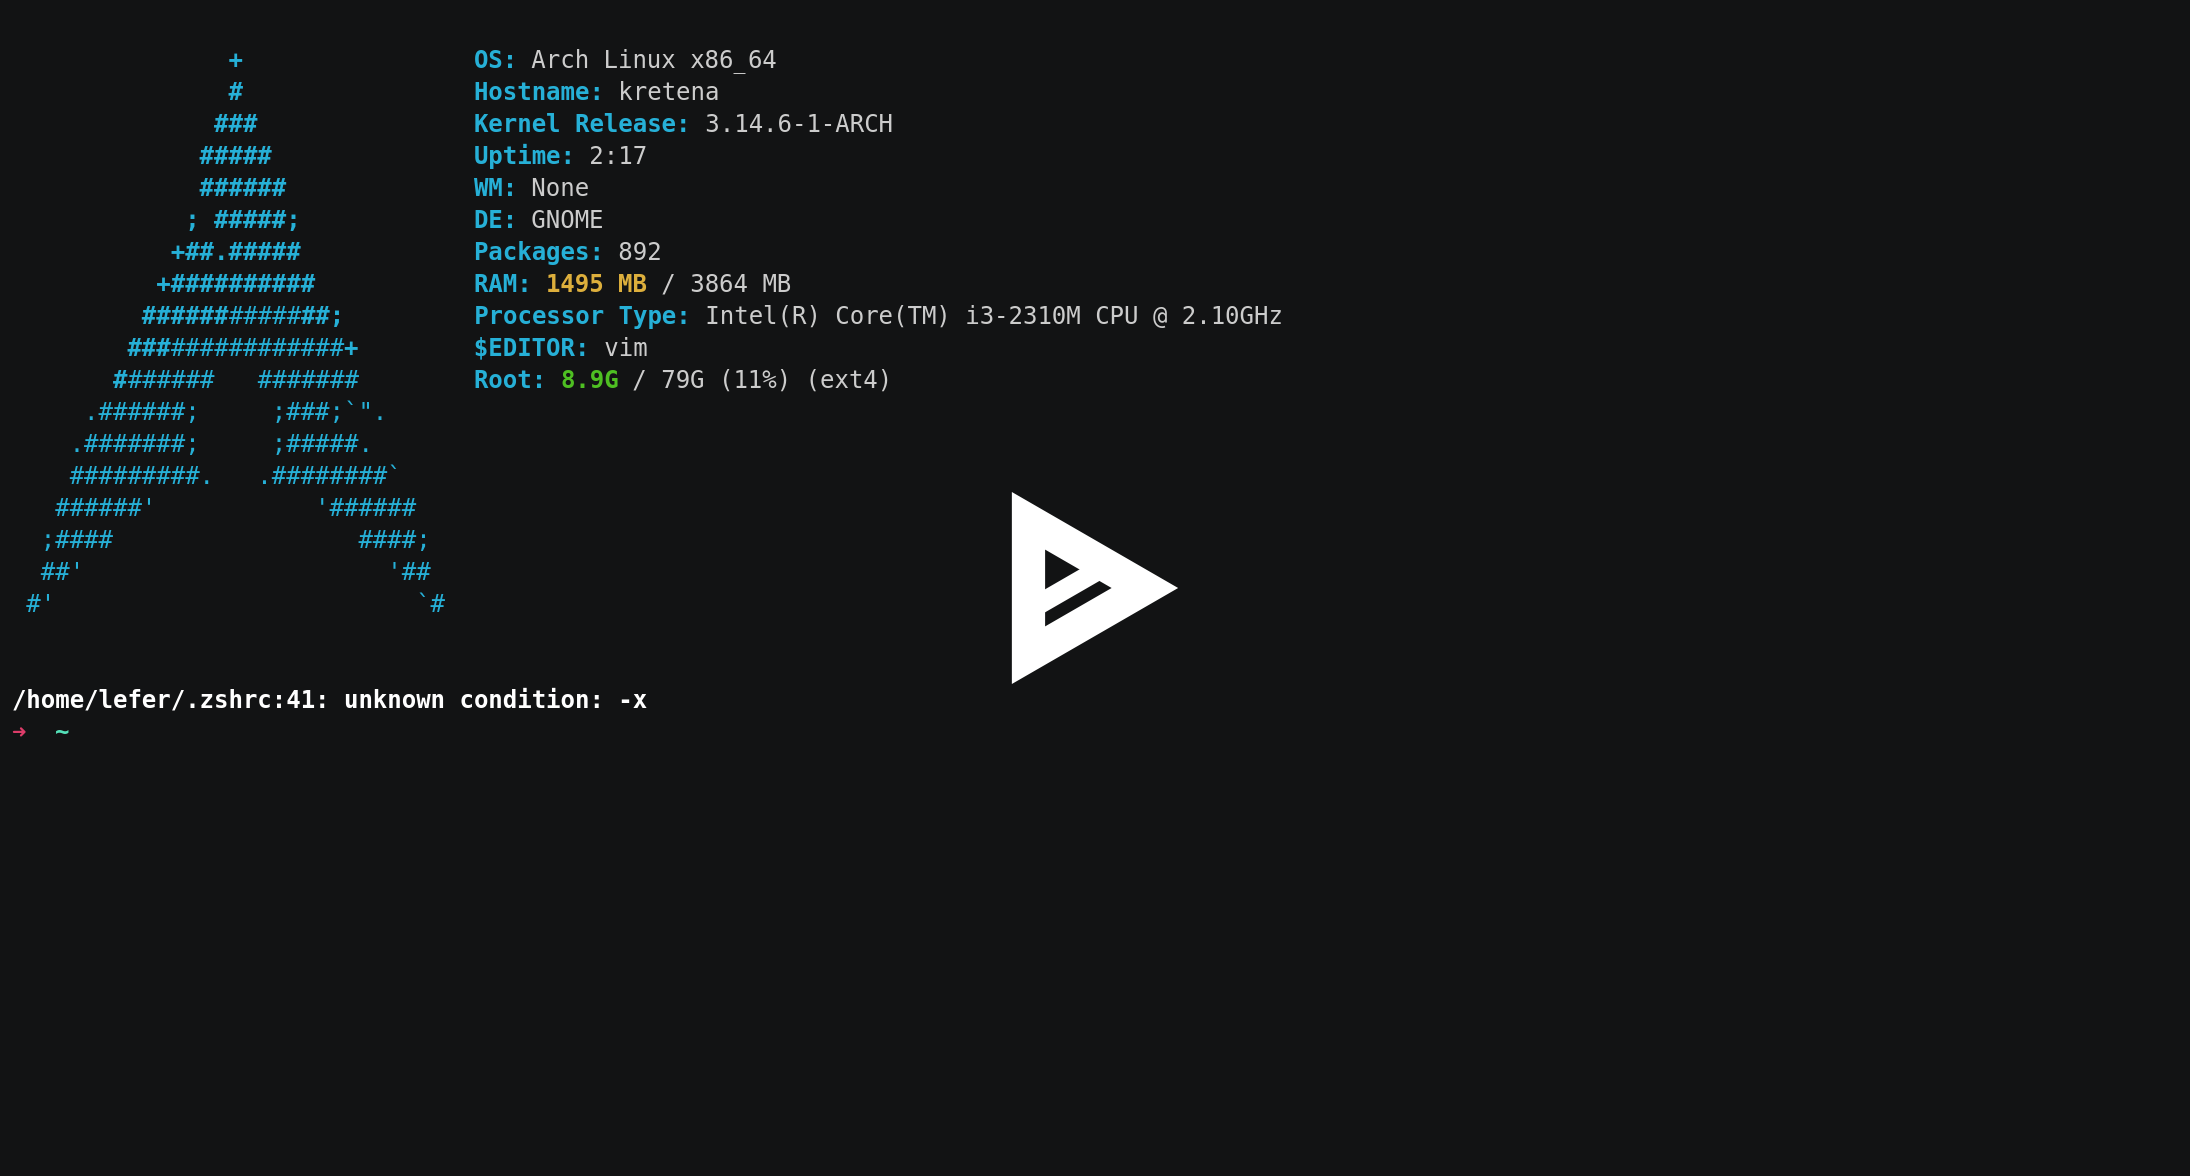 +                OS: Arch Linux x86_64
               #                Hostname: kretena
              ###               Kernel Release: 3.14.6-1-ARCH
             #####              Uptime: 2:17
             ######             WM: None
            ; #####;            DE: GNOME
           +##.#####            Packages: 892
          +##########           RAM: 1495 MB / 3864 MB
         #############;         Processor Type: Intel(R) Core(TM) i3-2310M CPU @ 2.10GHz
        ###############+        $EDITOR: vim
       #######   #######        Root: 8.9G / 79G (11%) (ext4)
     .######;     ;###;`".
    .#######;     ;#####.
    #########.   .########`
   ######'           '######
  ;####                 ####;
  ##'                     '##
 #'                         `#
/home/lefer/.zshrc:41: unknown condition: -x
➜  ~